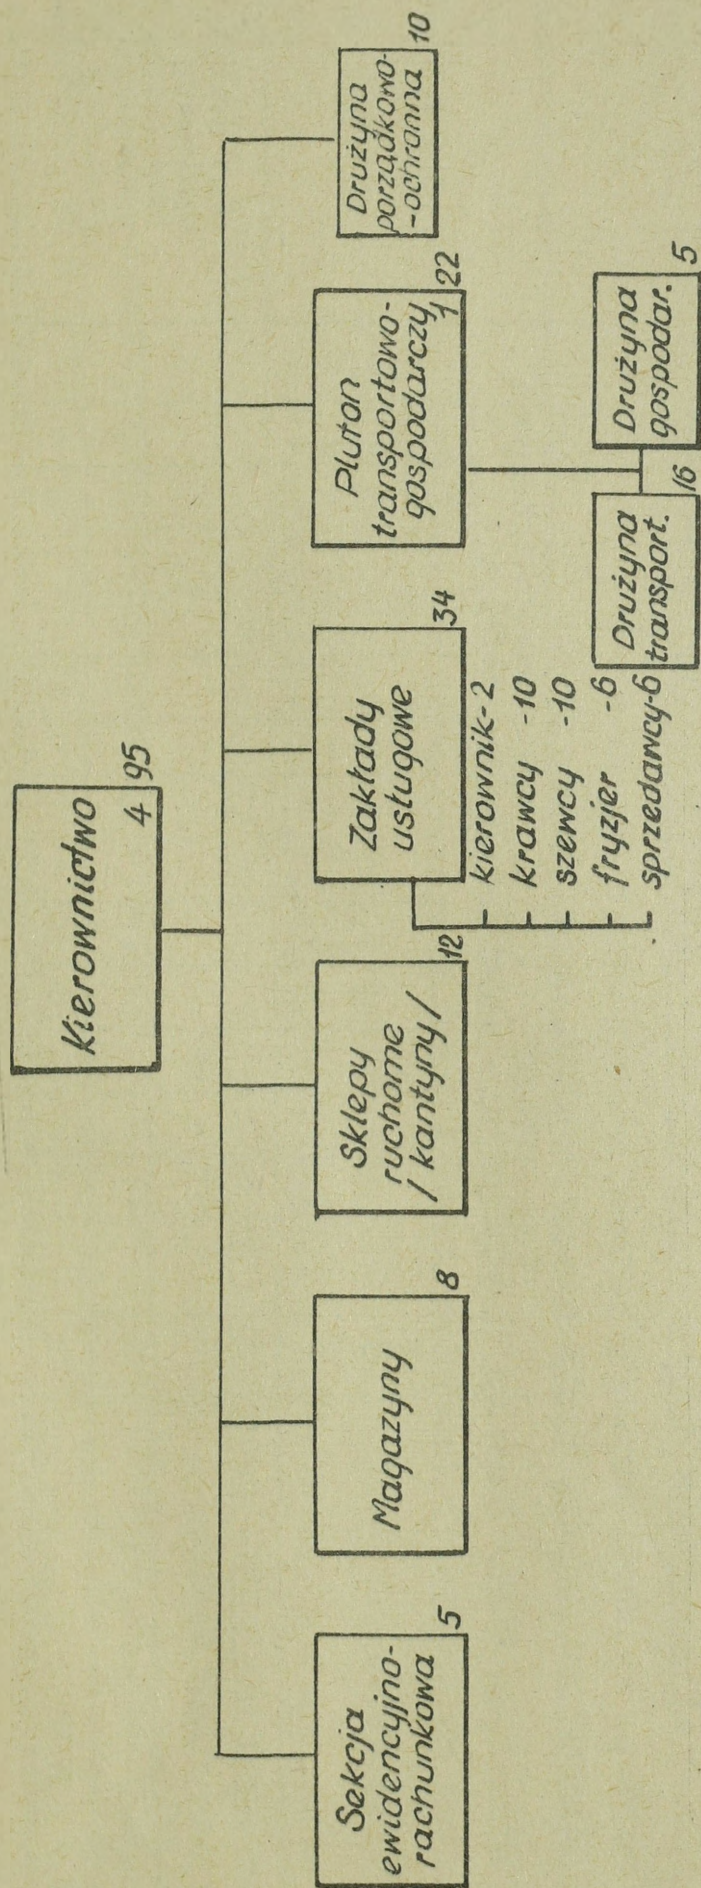 Kierownictwo
4 95
Sekcja
ewidencyjno-
rachunkowa
5
Magazyny
8
Sklepy
ruchome
/ kantyny /
12
Zakłady
usługowe
34
kierownik-2
krawcy -10
szewcy -10
fryzjer -6
sprzedawcy-6
Pluton
transportowo-
gospodarczy
1 22
Drużyna
transport.
16
Drużyna
gospodar.
5
Drużyna
porządkowo-
-ochronna
10